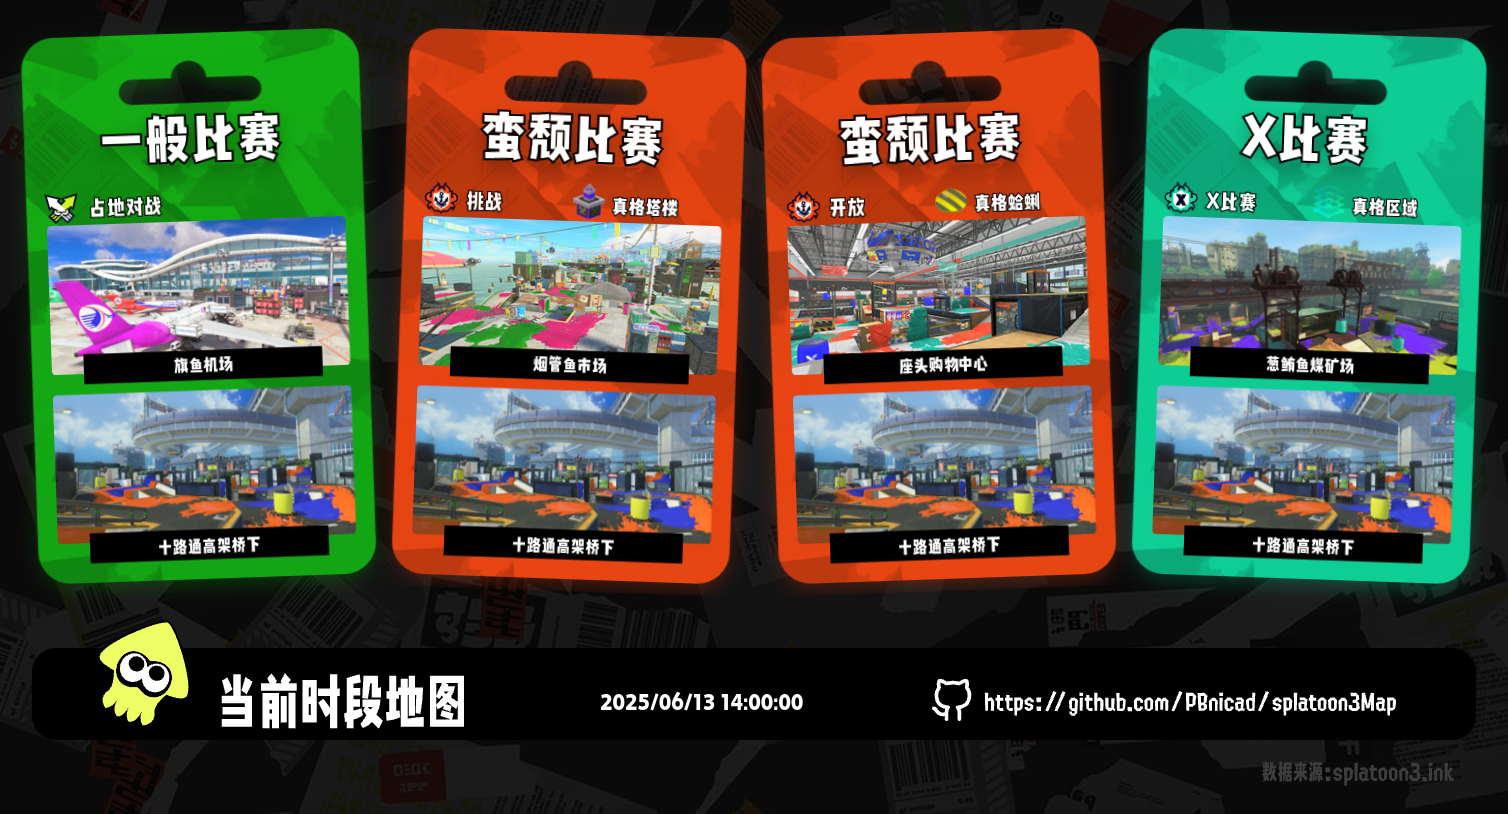 一般比赛
占地对战
旗鱼机场
十路通高架桥下
蛮颓比赛
挑战
真格塔楼
烟管鱼市场
十路通高架桥下
蛮颓比赛
开放
真格蛤蜊
座头购物中心
十路通高架桥下
X比赛
X比赛
真格区域
葱鲔鱼煤矿场
十路通高架桥下
当前时段地图
2025/06/13 14:00:00
https://github.com/PBnicad/splatoon3Map
数据来源:splatoon3.ink